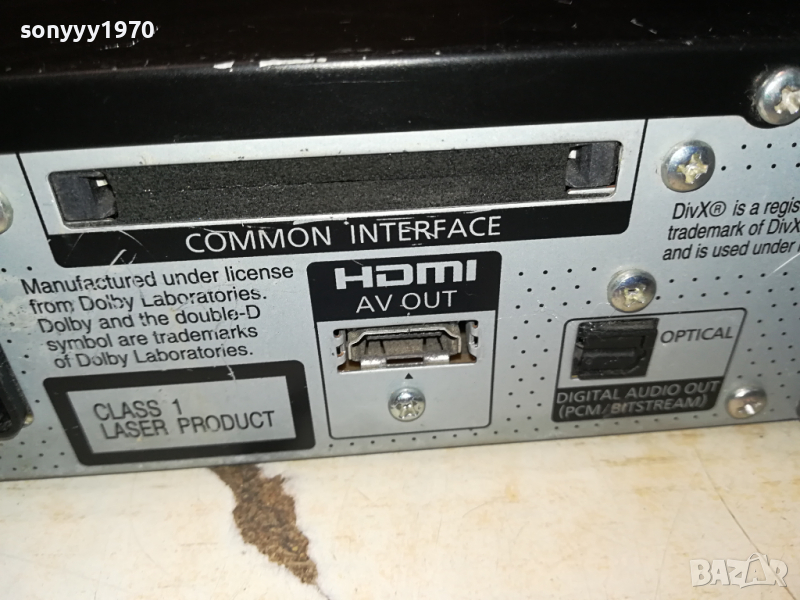 sonyyy1970
COMMON INTERFACE
Manufactured under license
from Dolby Laboratories.
Dolby and the double-D
symbol are trademarks
of Dolby Laboratories.
HDMI
AV OUT
DivX® is a regis
trademark of DivX
and is used under
OPTICAL
DIGITAL AUDIO OUT
(PCM/BITSTREAM)
CLASS 1
LASER PRODUCT
BAZAR